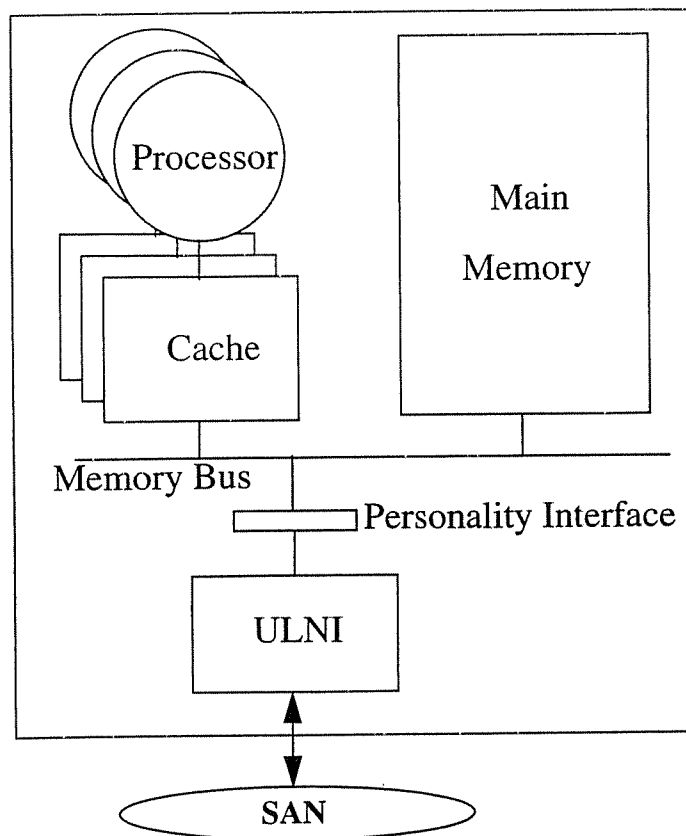 Processor
Main
Memory
Cache
Memory Bus
Personality Interface
ULNI
SAN